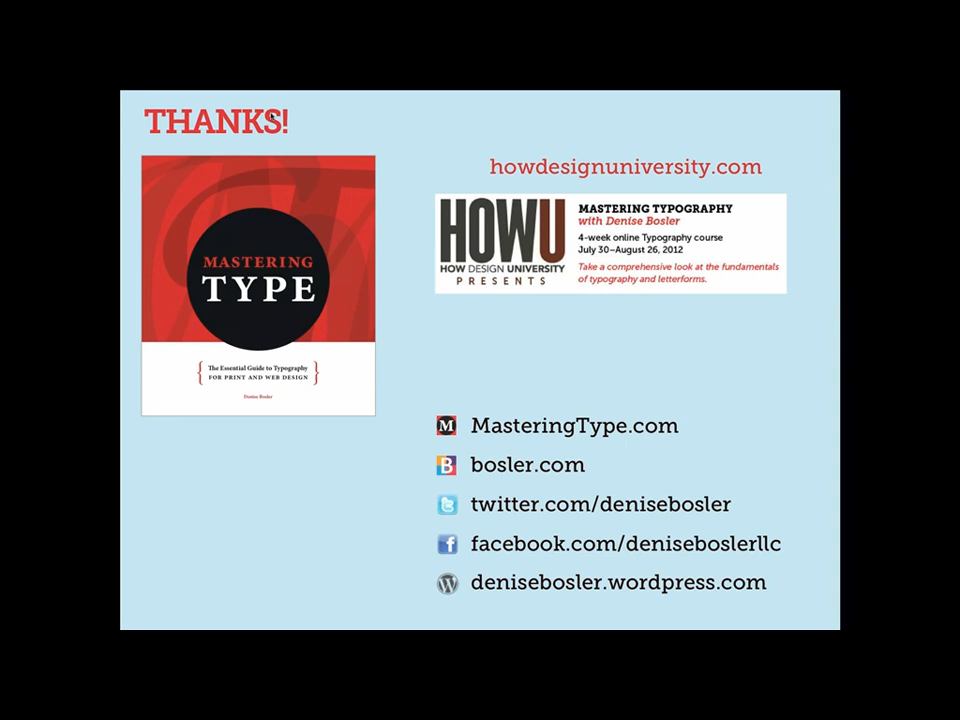 THANKS!
MASTERING
TYPE
{ The Essential Guide to Typography }
FOR PRINT AND WEB DESIGN
Denise Bosler
howdesignuniversity.com
HOWU
HOW DESIGN UNIVERSITY
PRESENTS
MASTERING TYPOGRAPHY
with Denise Bosler
4-week online Typography course
July 30–August 26, 2012
Take a comprehensive look at the fundamentals
of typography and letterforms.
M MasteringType.com
B bosler.com
t twitter.com/denisebosler
f facebook.com/deniseboslerllc
W denisebosler.wordpress.com